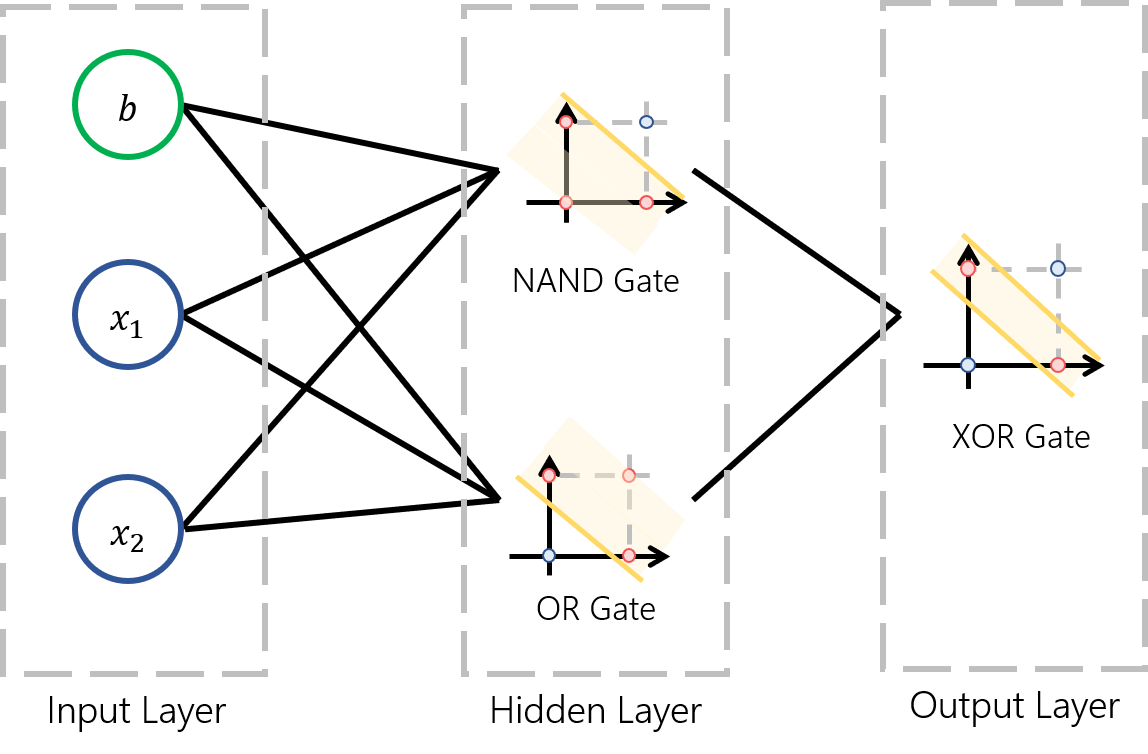 b
x₁
x₂
NAND Gate
OR Gate
XOR Gate
Input Layer
Hidden Layer
Output Layer